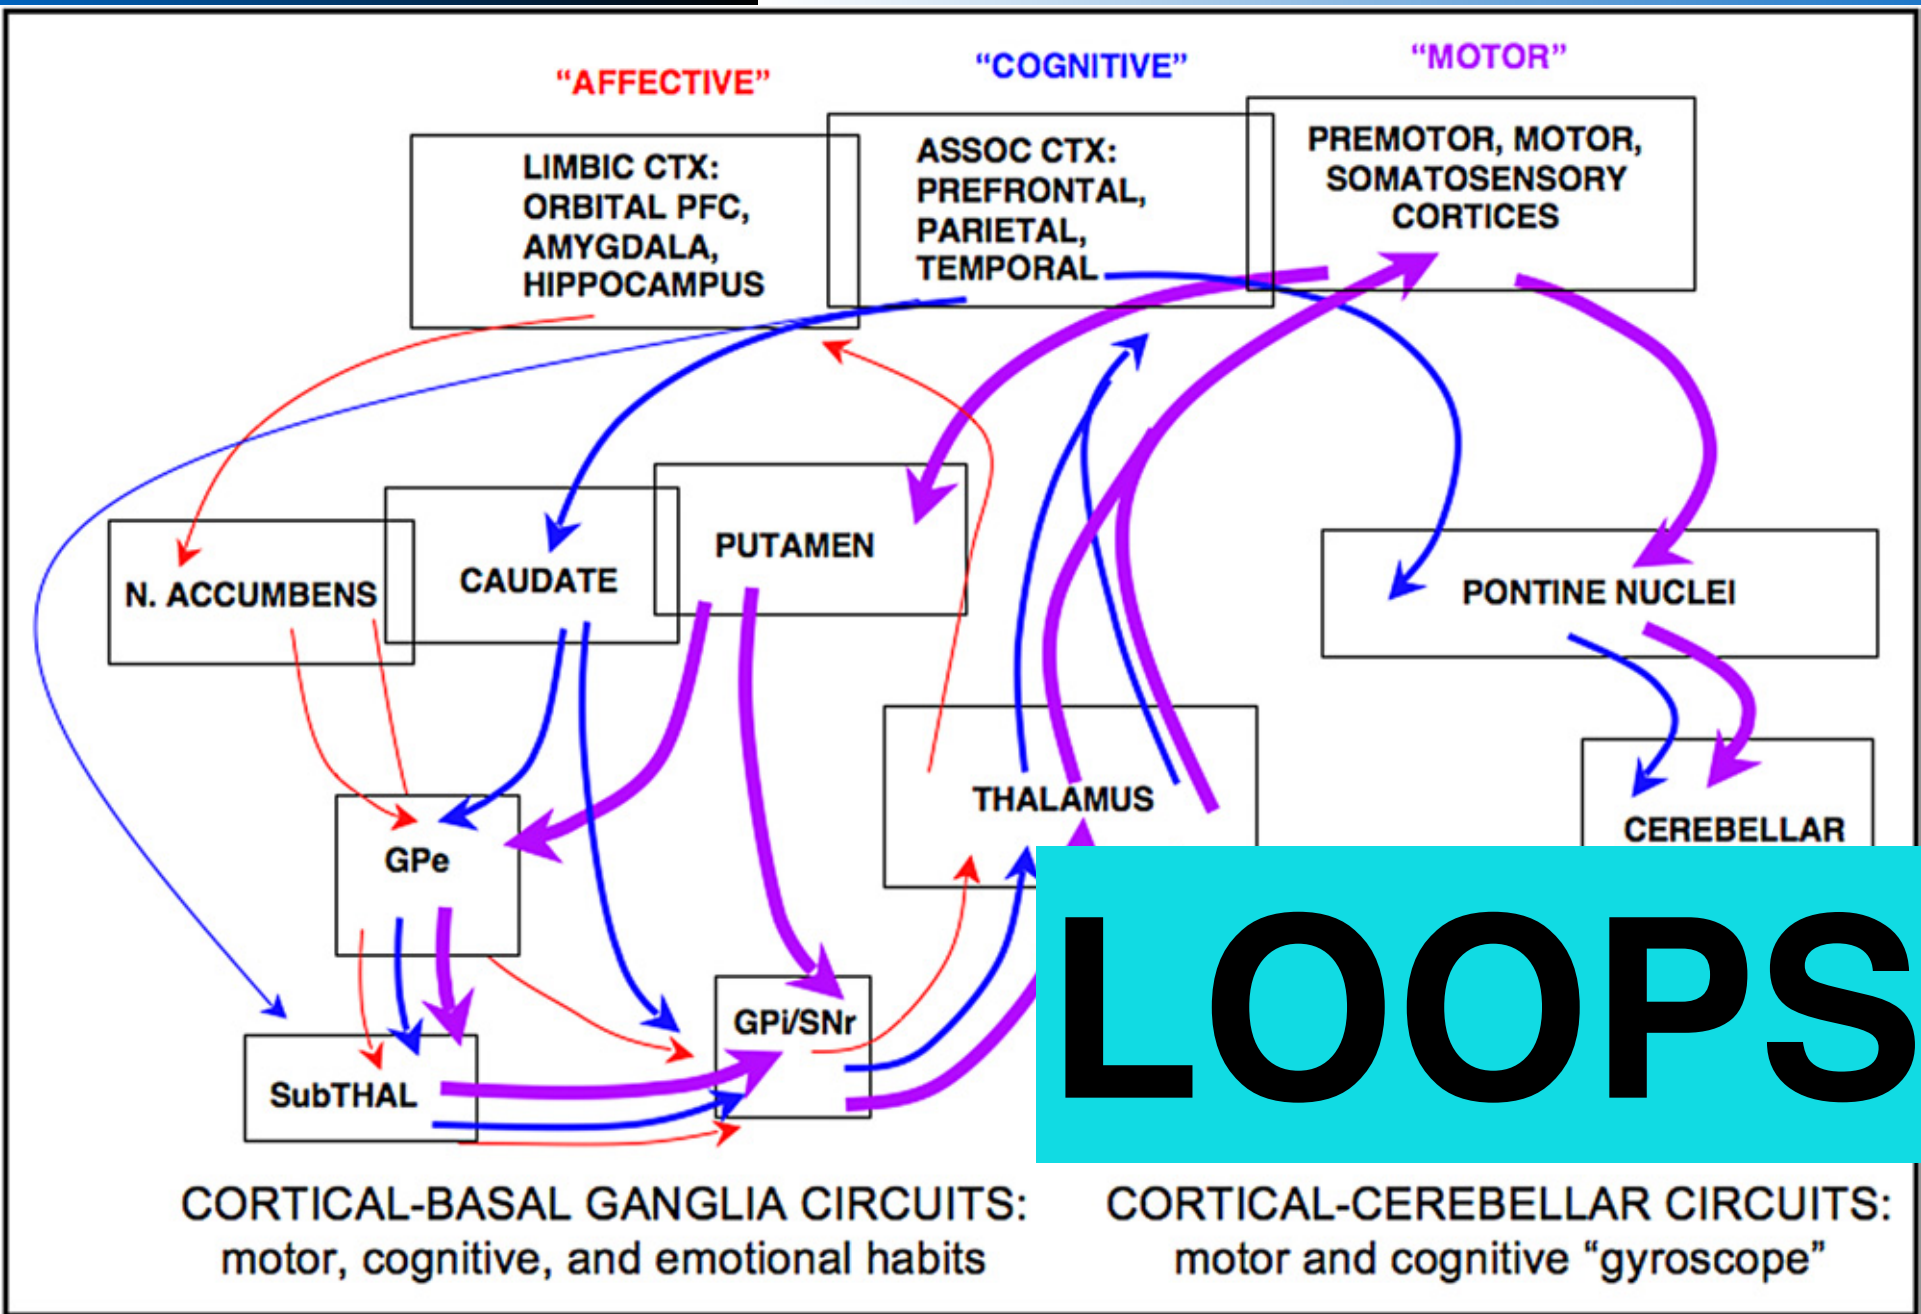 “AFFECTIVE”
“COGNITIVE”
“MOTOR”
LIMBIC CTX:
ORBITAL PFC,
AMYGDALA,
HIPPOCAMPUS
ASSOC CTX:
PREFRONTAL,
PARIETAL,
TEMPORAL
PREMOTOR, MOTOR,
SOMATOSENSORY
CORTICES
N. ACCUMBENS
CAUDATE
PUTAMEN
PONTINE NUCLEI
THALAMUS
CEREBELLAR
GPe
GPi/SNr
SubTHAL
LOOPS
CORTICAL-BASAL GANGLIA CIRCUITS:
motor, cognitive, and emotional habits
CORTICAL-CEREBELLAR CIRCUITS:
motor and cognitive “gyroscope”